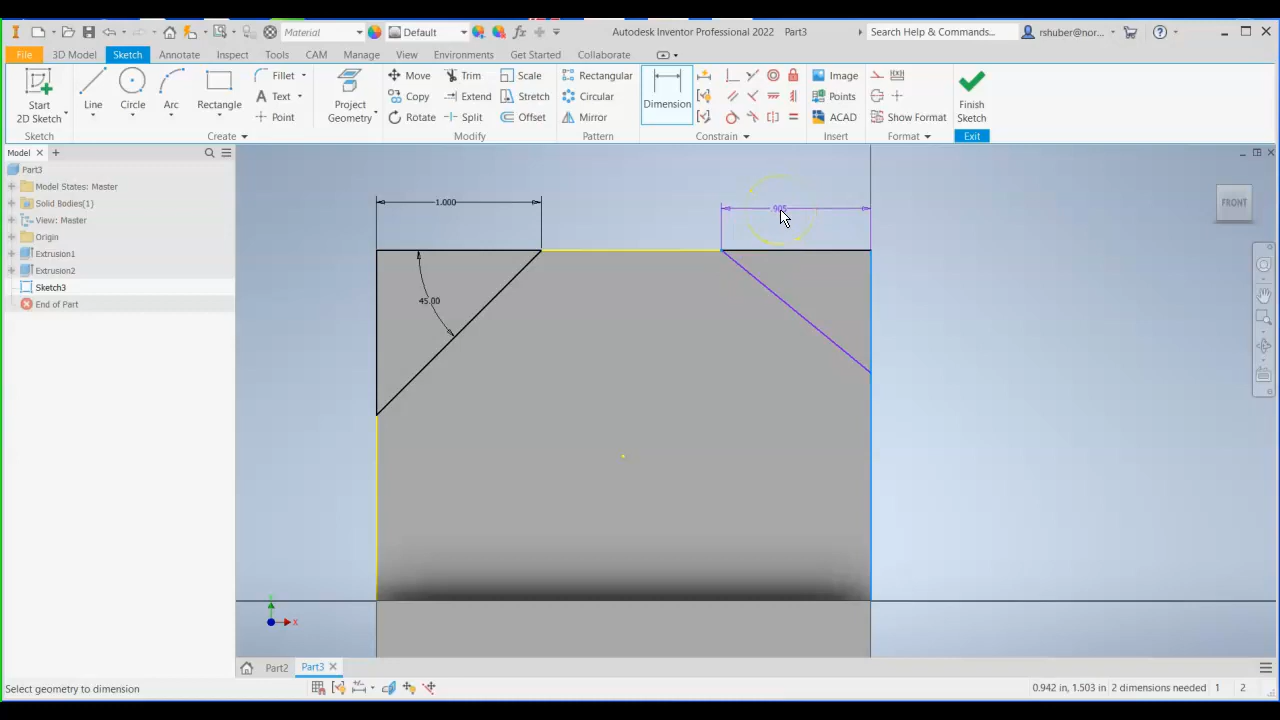 Material
Default
Autodesk Inventor Professional 2022 Part3
Search Help & Commands...
rshuber@nor...
File 3D Model Sketch Annotate Inspect Tools CAM Manage View Environments Get Started Collaborate
Start
2D Sketch
Line
Circle
Arc
Rectangle
Fillet
Text
Point
Project
Geometry
Move
Copy
Rotate
Trim
Extend
Split
Scale
Stretch
Offset
Rectangular
Circular
Mirror
Dimension
Image
Points
ACAD
Show Format
Finish
Sketch
Sketch Create Modify Pattern Constrain Insert Format Exit
Model
Part3
Model States: Master
Solid Bodies(1)
View: Master
Origin
Extrusion1
Extrusion2
Sketch3
End of Part
1.000
.905
45.00
FRONT
X
Part2 Part3
Select geometry to dimension
0.942 in, 1.503 in 2 dimensions needed 1 2